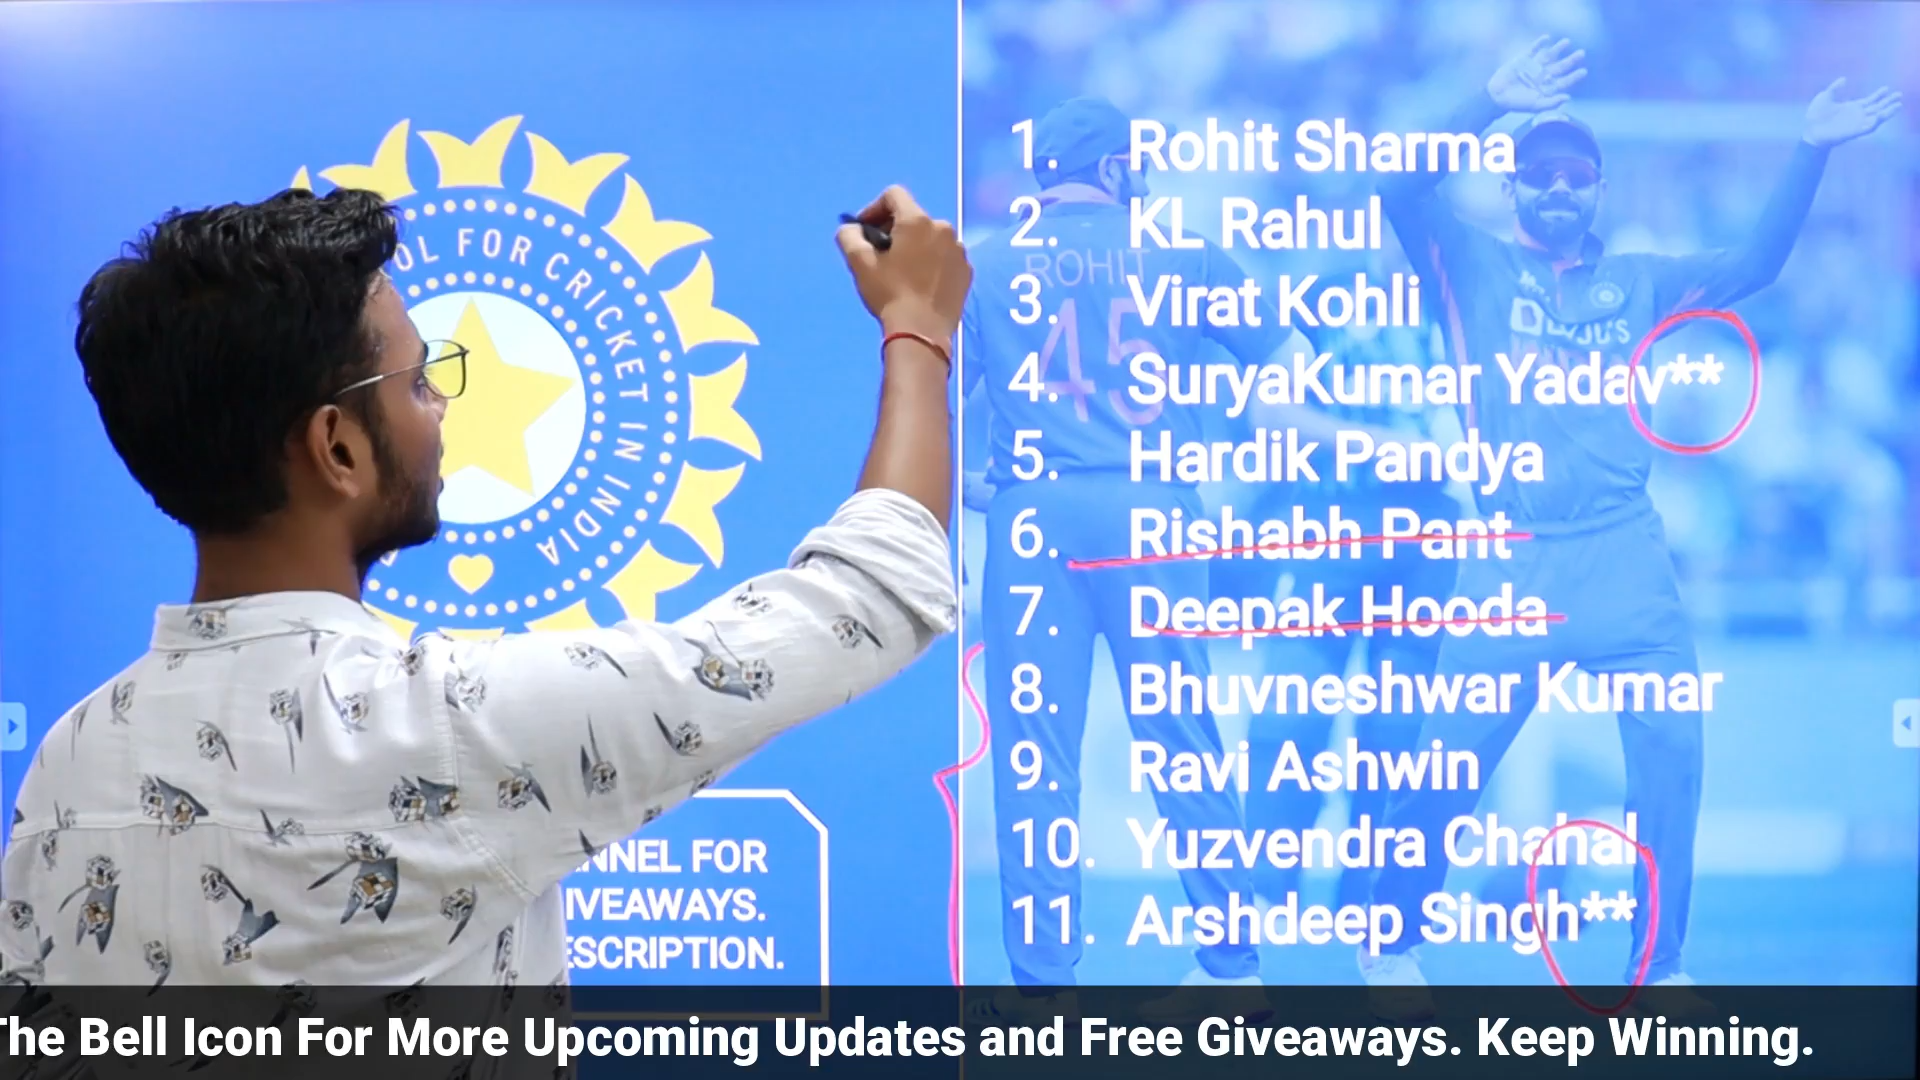 OL FOR CRICKET IN INDIA
NNEL FOR
IVEAWAYS.
ESCRIPTION.
ROHIT
45
1. Rohit Sharma
2. KL Rahul
3. Virat Kohli
4. SuryaKumar Yadav**
5. Hardik Pandya
6. Rishabh Pant
7. Deepak Hooda
8. Bhuvneshwar Kumar
9. Ravi Ashwin
10. Yuzvendra Chahal
11. Arshdeep Singh**
The Bell Icon For More Upcoming Updates and Free Giveaways. Keep Winning.